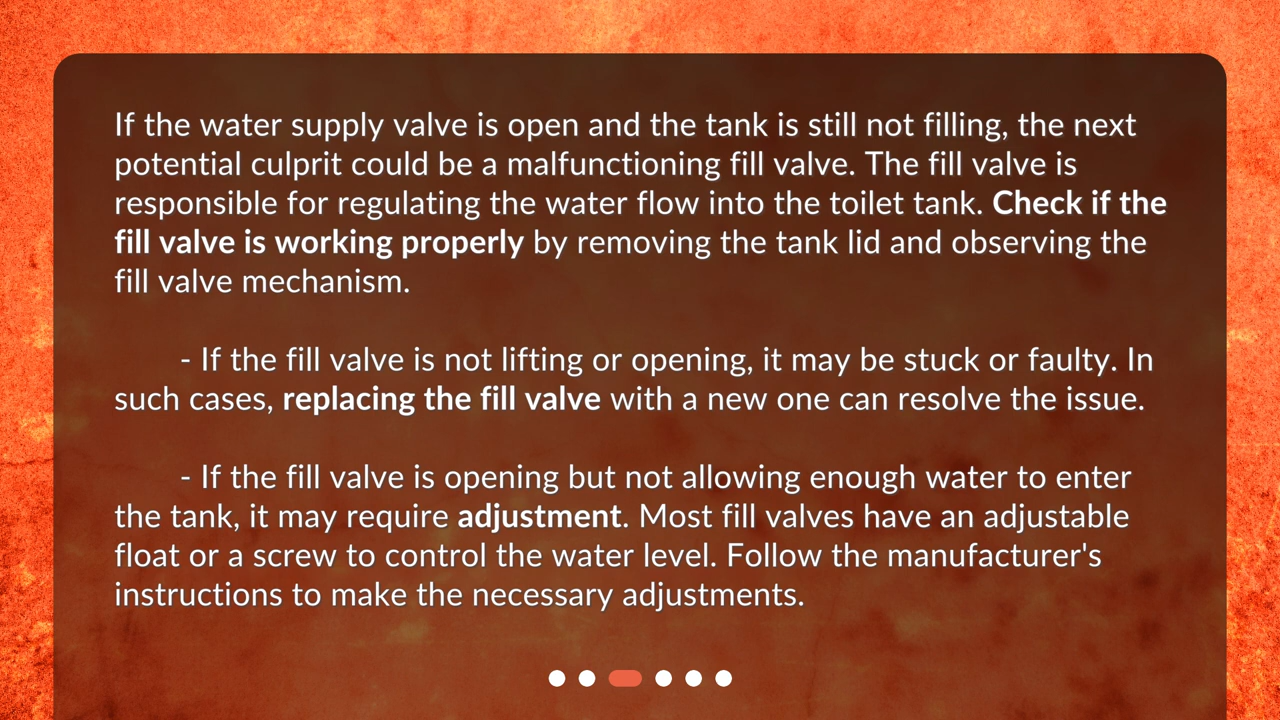 If the water supply valve is open and the tank is still not filling, the next
potential culprit could be a malfunctioning fill valve. The fill valve is
responsible for regulating the water flow into the toilet tank. Check if the
fill valve is working properly by removing the tank lid and observing the
fill valve mechanism.
- If the fill valve is not lifting or opening, it may be stuck or faulty. In
such cases, replacing the fill valve with a new one can resolve the issue.
- If the fill valve is opening but not allowing enough water to enter
the tank, it may require adjustment. Most fill valves have an adjustable
float or a screw to control the water level. Follow the manufacturer's
instructions to make the necessary adjustments.